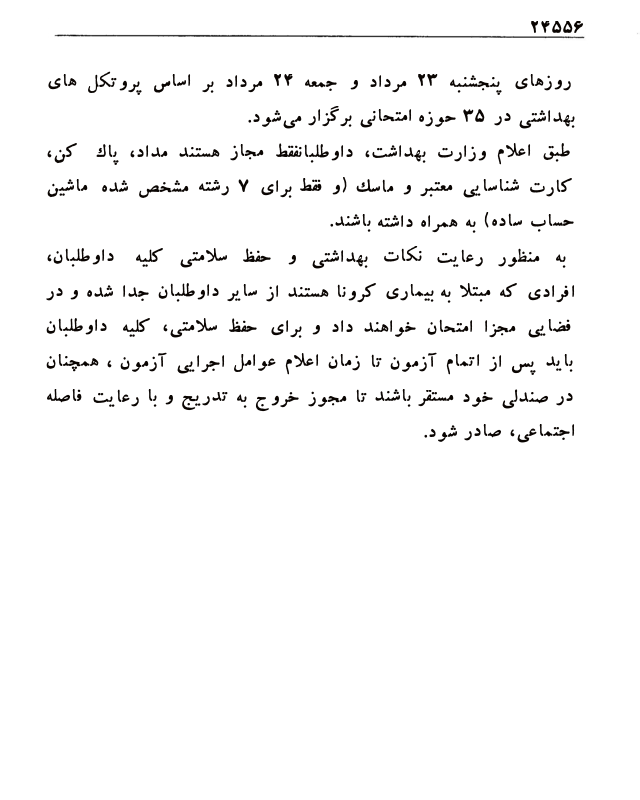 ۲۴۵۵۶
روزهای پنجشنبه ۲۳ مرداد و جمعه ۲۴ مرداد بر اساس پروتکل های
بهداشتی در ۳۵ حوزه امتحانی برگزار می‌شود.
طبق اعلام وزارت بهداشت، داوطلبانفقط مجاز هستند مداد، پاك کن،
کارت شناسایی معتبر و ماسك (و فقط برای ۷ رشته مشخص شده ماشین
حساب ساده) به همراه داشته باشند.
به منظور رعایت نکات بهداشتی و حفظ سلامتی کلیه داوطلبان،
افرادی که مبتلا به بیماری کرونا هستند از سایر داوطلبان جدا شده و در
فضایی مجزا امتحان خواهند داد و برای حفظ سلامتی، کلیه داوطلبان
باید پس از اتمام آزمون تا زمان اعلام عوامل اجرایی آزمون ، همچنان
در صندلی خود مستقر باشند تا مجوز خروج به تدریج و با رعایت فاصله
اجتماعی، صادر شود.